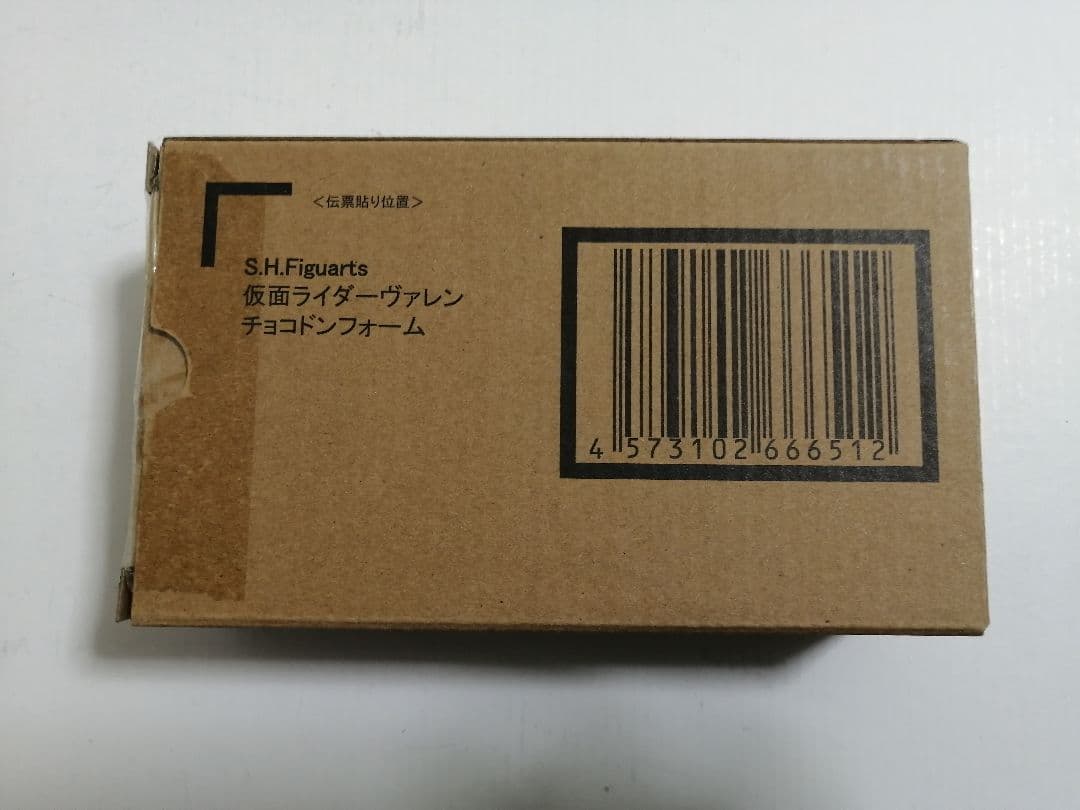 ＜伝票貼り位置＞
S.H.Figuarts
仮面ライダーヴァレン
チョコドンフォーム
4 573102 666512